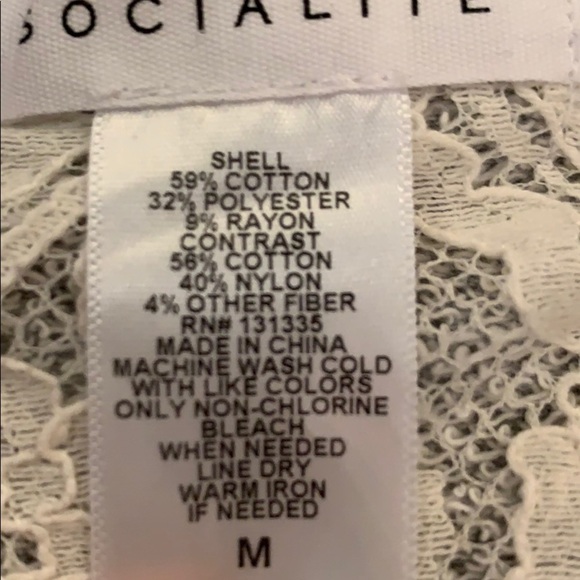 SOCIALITE
SHELL
59% COTTON
32% POLYESTER
9% RAYON
CONTRAST
56% COTTON
40% NYLON
4% OTHER FIBER
RN# 131335
MADE IN CHINA
MACHINE WASH COLD
WITH LIKE COLORS
ONLY NON-CHLORINE
BLEACH
WHEN NEEDED
LINE DRY
WARM IRON
IF NEEDED
M